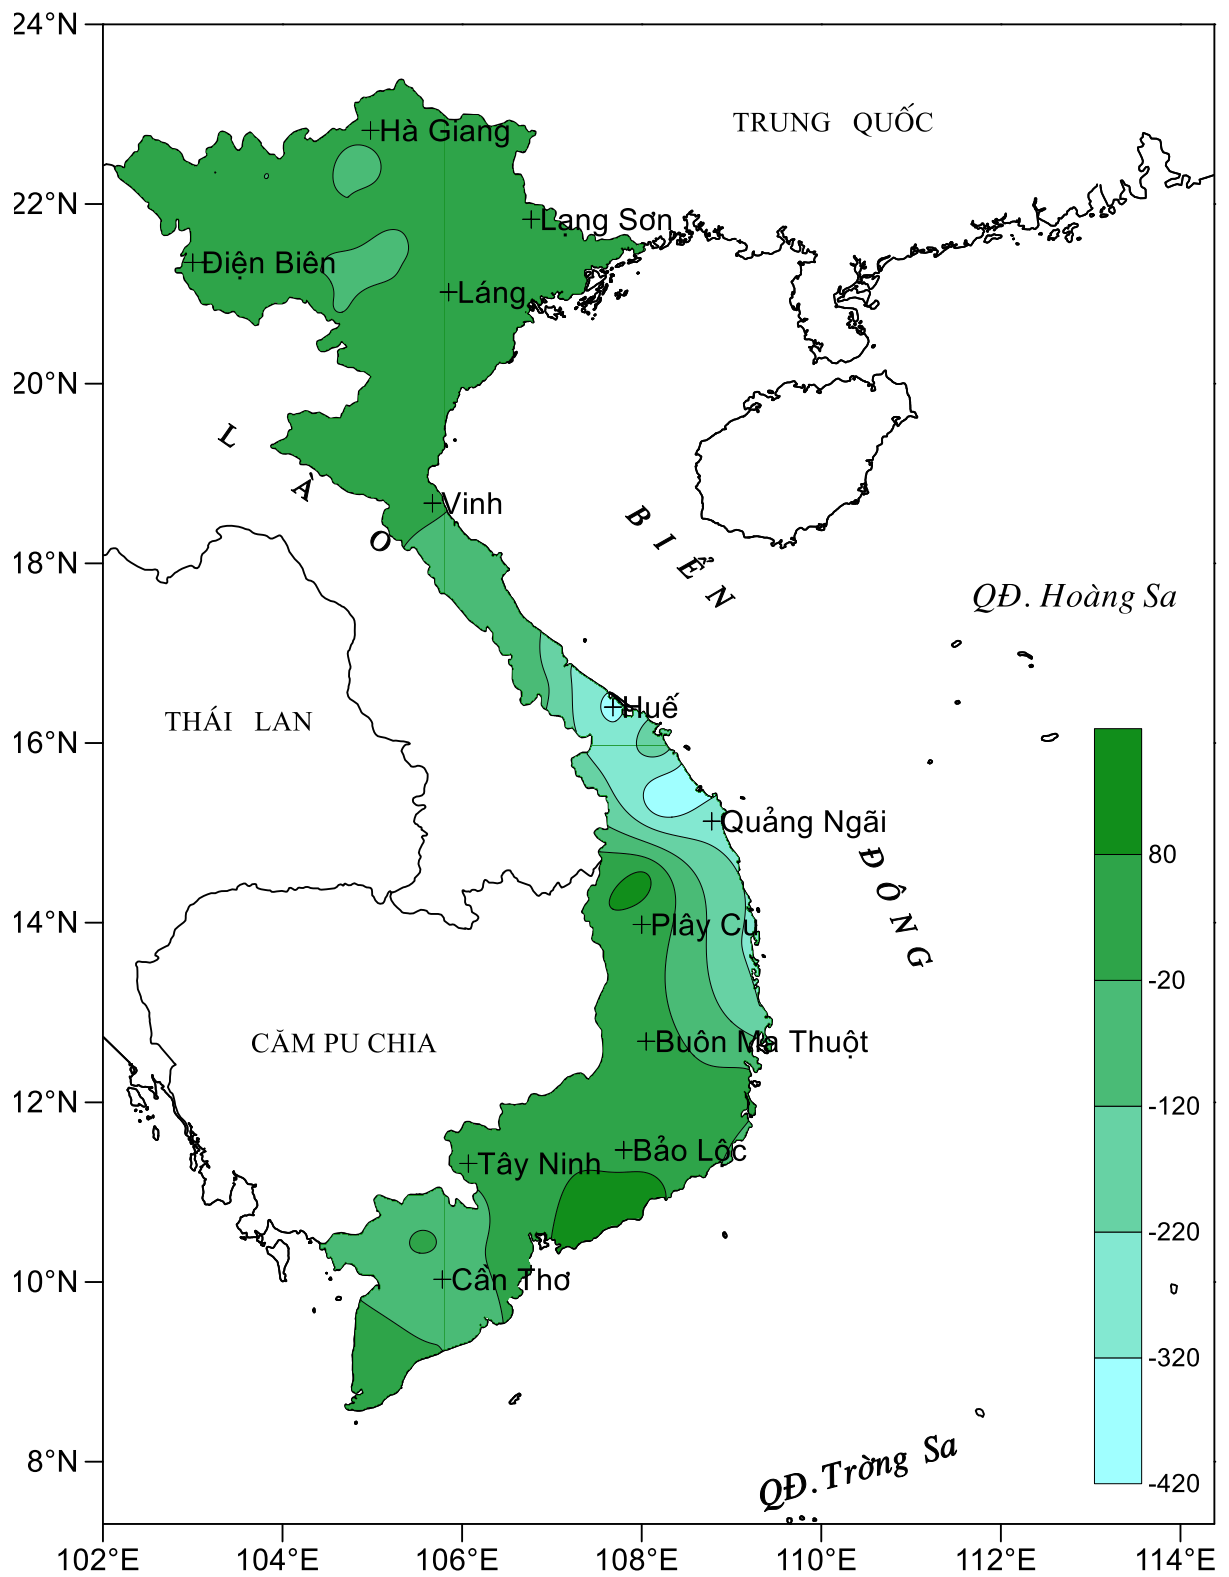 24°N
TRUNG QUỐC
Hà Giang
22°N
Lạng Sơn
Điện Biên
Láng
20°N
LÀO
Vinh
BIỂN
18°N
QĐ. Hoàng Sa
THÁI LAN
Huế
16°N
Quảng Ngãi
80
ĐÔNG
14°N
Plây Cu
-20
CĂM PU CHIA
Buôn Ma Thuột
12°N
-120
Bảo Lộc
Tây Ninh
-220
10°N
Cần Thơ
-320
8°N
QĐ. Trờng Sa
-420
102°E 104°E 106°E 108°E 110°E 112°E 114°E